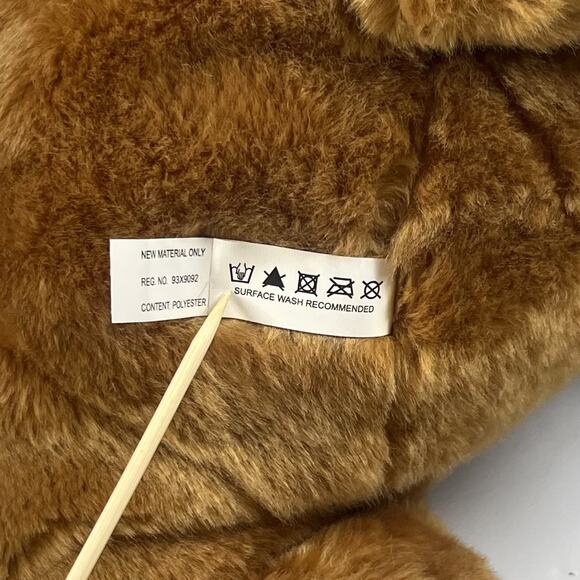 NEW MATERIAL ONLY
REG. NO. 93X9092
CONTENT: POLYESTER
SURFACE WASH RECOMMENDED